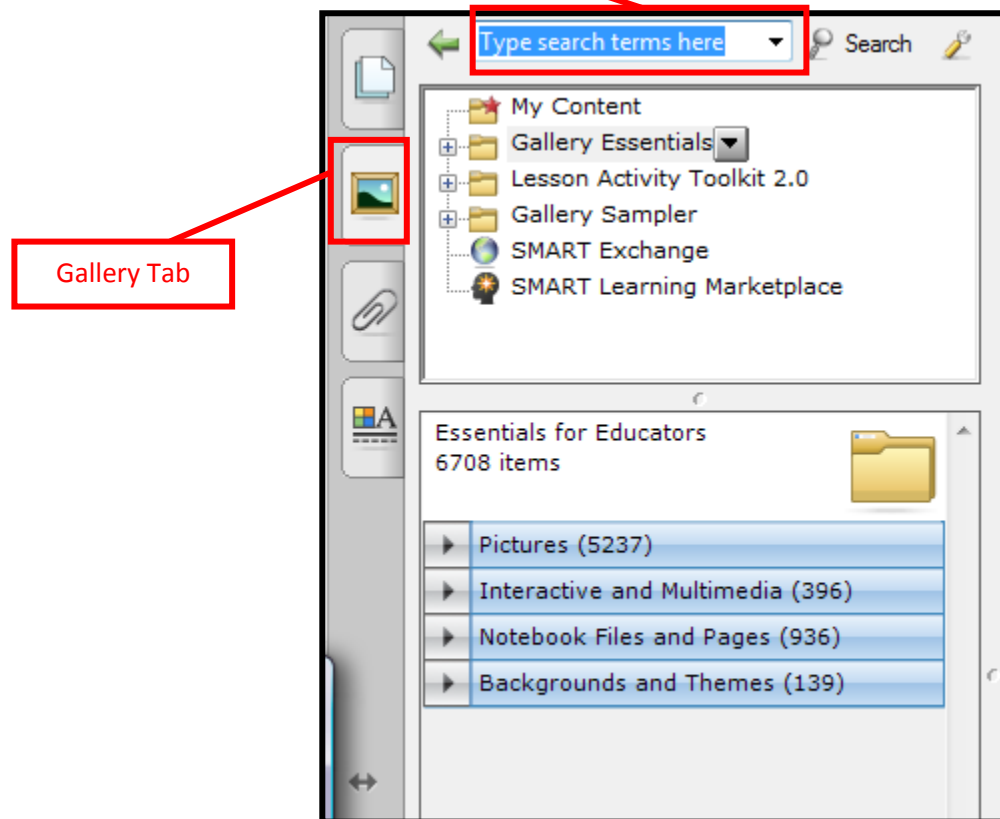 Type search terms here
Search
My Content
Gallery Essentials
Lesson Activity Toolkit 2.0
Gallery Sampler
SMART Exchange
SMART Learning Marketplace
Gallery Tab
A
Essentials for Educators
6708 items
Pictures (5237)
Interactive and Multimedia (396)
Notebook Files and Pages (936)
Backgrounds and Themes (139)